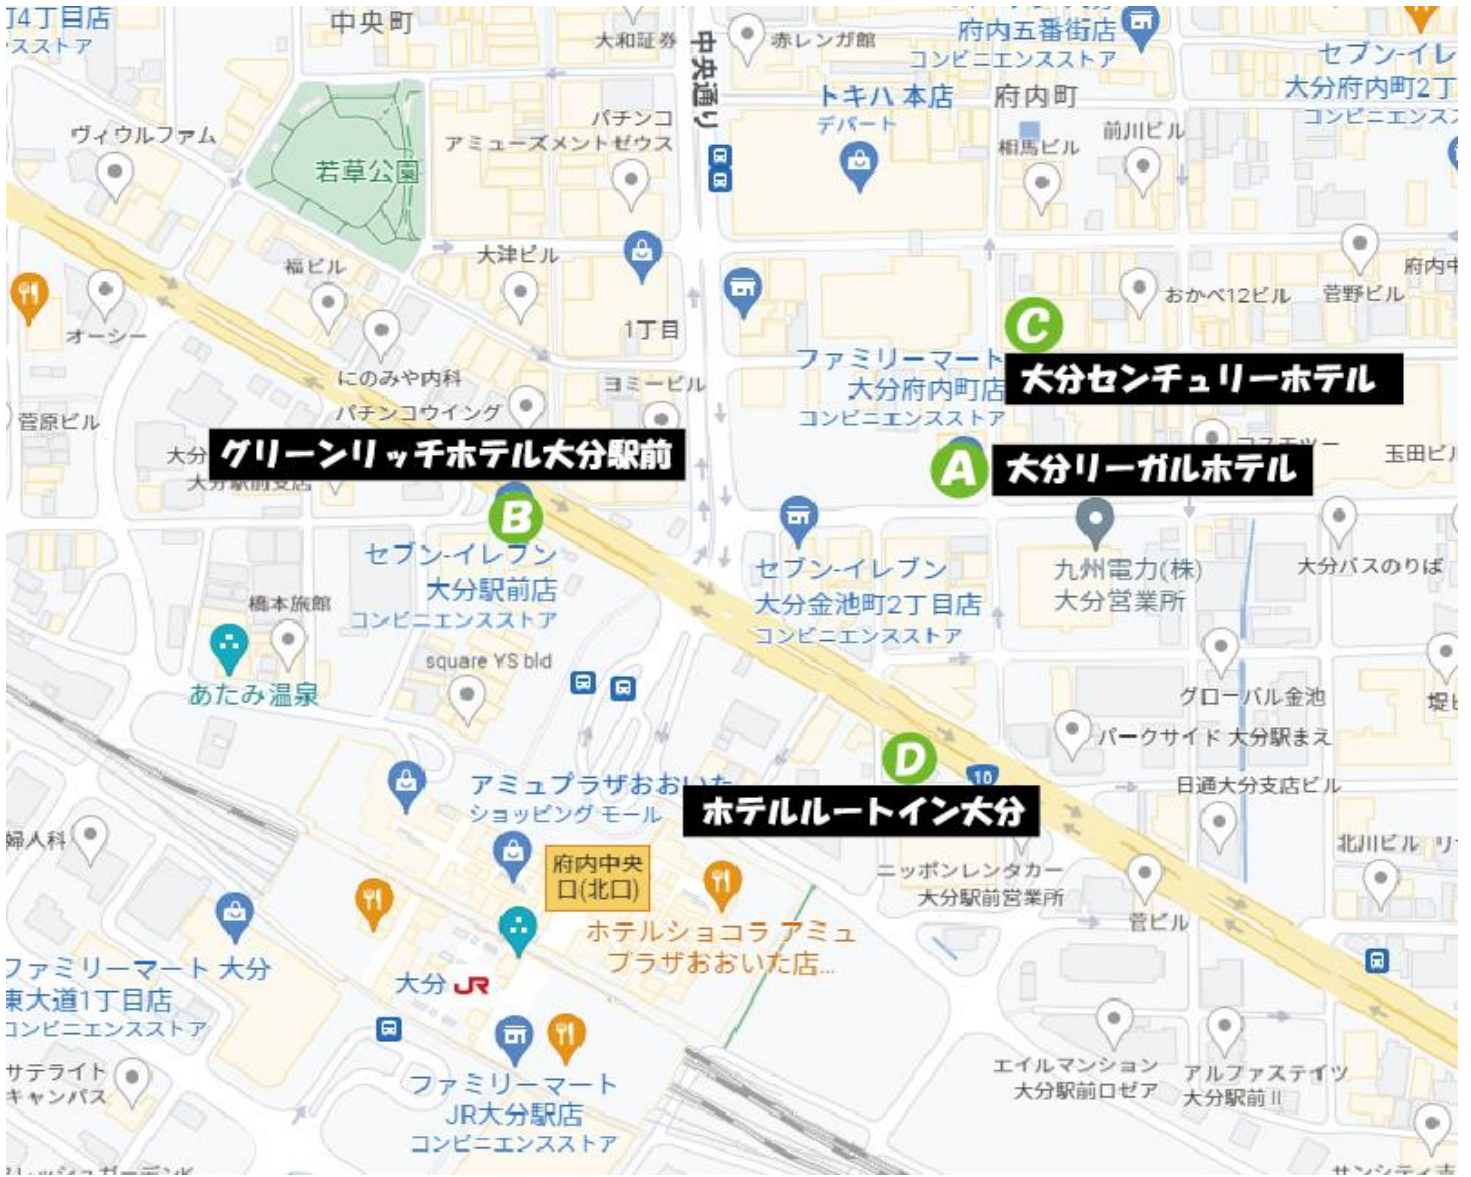 J4丁目店
中央町
大和証券
中央通り
赤レンガ館
府内五番街店
コンビニエンスストア
セブン-イレ
大分府内町2丁
コンビニエンスス
トキハ 本店
デパート
府内町
相馬ビル
前川ビル
ヴィウルファム
若草公園
パチンコ
アミューズメントゼウス
大津ビル
福ビル
オーシー
1丁目
おかべ12ビル
菅野ビル
府内中
C
大分センチュリーホテル
ファミリーマート
大分府内町店
コンビニエンスストア
にのみや内科
パチンコウイング
ヨミービル
菅原ビル
グリーンリッチホテル大分駅前
大分
大分駅前支店
A
大分リーガルホテル
コスモツー
玉田ビル
B
セブン-イレブン
大分駅前店
コンビニエンスストア
セブン-イレブン
大分金池町2丁目店
コンビニエンスストア
九州電力(株)
大分営業所
大分バスのりば
橋本旅館
あたみ温泉
square YS bld
グローバル金池
パークサイド 大分駅まえ
日通大分支店ビル
D
10
ホテルルートイン大分
アミュプラザおおいた
ショッピング モール
婦人科
府内中央
口(北口)
ニッポンレンタカー
大分駅前営業所
北川ビル
菅ビル
ホテルショコラ アミュ
プラザおおいた店...
大分 JR
ファミリーマート 大分
東大道1丁目店
コンビニエンスストア
サテライト
キャンパス
ファミリーマート
JR大分駅店
コンビニエンスストア
エイルマンション
大分駅前ロゼア
アルファステイツ
大分駅前 II